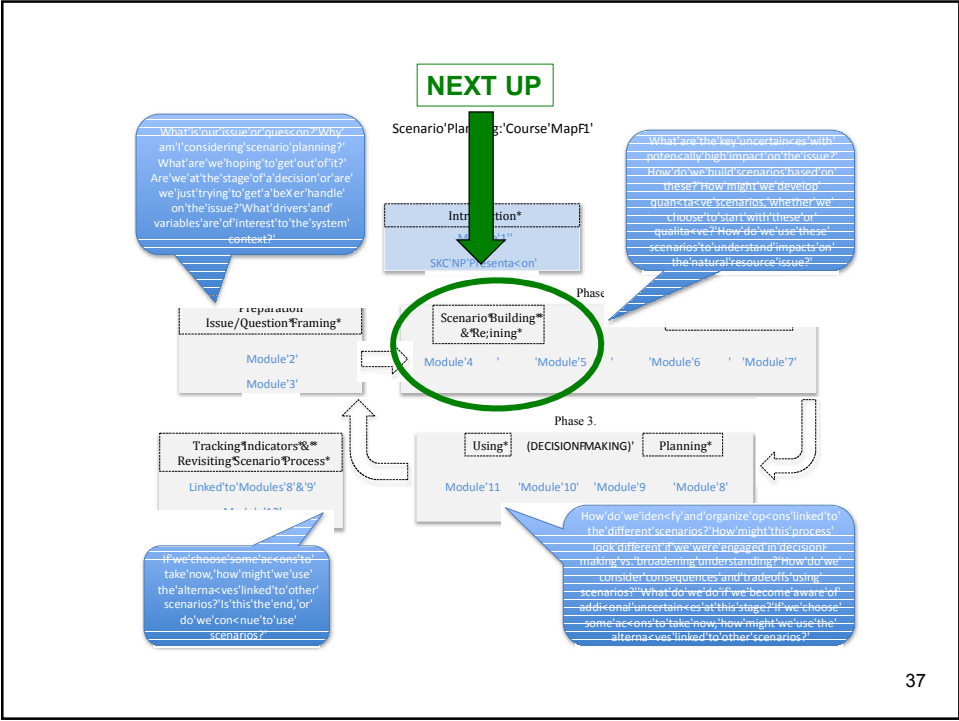 NEXT UP
What is'our'issue'or'ques<on?'Why'
am'I'considering'scenario'planning?'
What'are'we'hoping'to'get'out'of'it?'
Are'we'at'the'stage'of'a'decision'or'are'
we'just'trying'to'get'a'beXer'handle'
on'the'issue?'What'drivers'and'
variables'are'of'interest'to'the'system'
context?'
:'Course'MapF1'
What'are'the'key'uncertain<es'with'
poten<ally'high'impact'on'the'issue?'
How'do'we'build'scenarios'based'on'
these?'How'might'we'develop'
quan<ta<ve'scenarios,'whether'we'
choose'to'start'with'these'or'
qualita<ve?'How'do'we'use'these'
scenarios'to'understand'impacts'on'
the'natural'resource'issue?'
SKC'NP'Presenta<on'
Preparation
Issue/Question*Framing*
Module'2'
Module'3'
Phase
Scenario*Building**
&*Re;ining*
Module'4 ' 'Module'5 ' 'Module'6 ' 'Module'7'
Phase 3.
Using* (DECISIONFMAKING)' Planning*
Module'11 'Module'10' 'Module'9 'Module'8'
Tracking*Indicators*&**
Revisiting*Scenario*Process*
Linked'to'Modules'8'&'9'
If'we'choose'some'ac<ons'to'
take'now,'how'might'we'use'
the'alterna<ves'linked'to'other'
scenarios?'Is'this'the'end,'or'
do'we'con<nue'to'use'
scenarios?'
How'do'we'iden<fy'and'organize'op<ons'linked'to'
the'different'scenarios?'How'might'this'process'
look'different'if'we'were'engaged'in'decisionF
making'vs.'broadening'understanding?'How'do'we'
consider'consequences'and'tradeoffs'using'
scenarios?''What'do'we'do'if'we'become'aware'of'
addi<onal'uncertain<es'at'this'stage?'If'we'choose'
some'ac<ons'to'take'now,'how'might'we'use'the'
alterna<ves'linked'to'other'scenarios?'
37